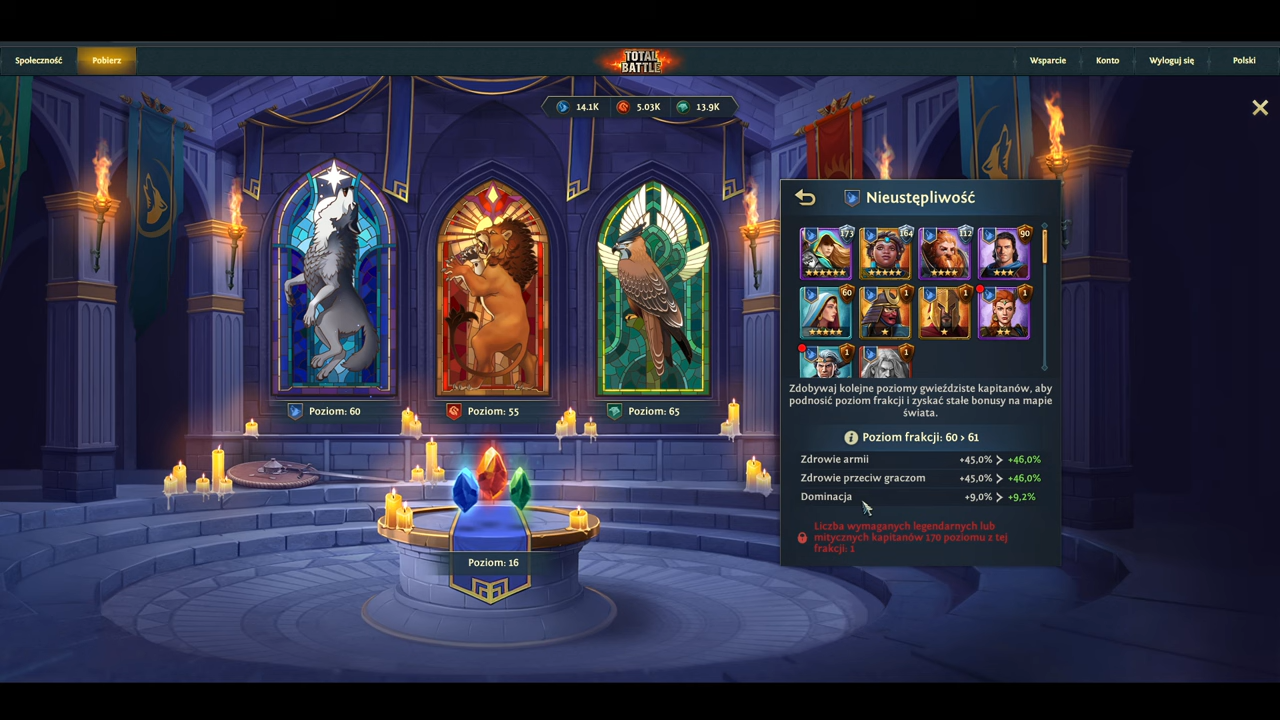 Społeczność
Pobierz
TOTAL
BATTLE
Wsparcie
Konto
Wyloguj się
Polski
14.1K
5.03K
13.9K
Nieustępliwość
173
164
112
90
60
1
1
1
1
1
Zdobywaj kolejne poziomy gwieździste kapitanów, aby
podnosić poziom frakcji i zyskać stałe bonusy na mapie
świata.
Poziom frakcji: 60 > 61
Zdrowie armii +45,0% > +46,0%
Zdrowie przeciw graczom +45,0% > +46,0%
Dominacja +9,0% > +9,2%
Liczba wymaganych legendarnych lub
mitycznych kapitanów 170 poziomu z tej
frakcji: 1
Poziom: 60
Poziom: 55
Poziom: 65
Poziom: 16